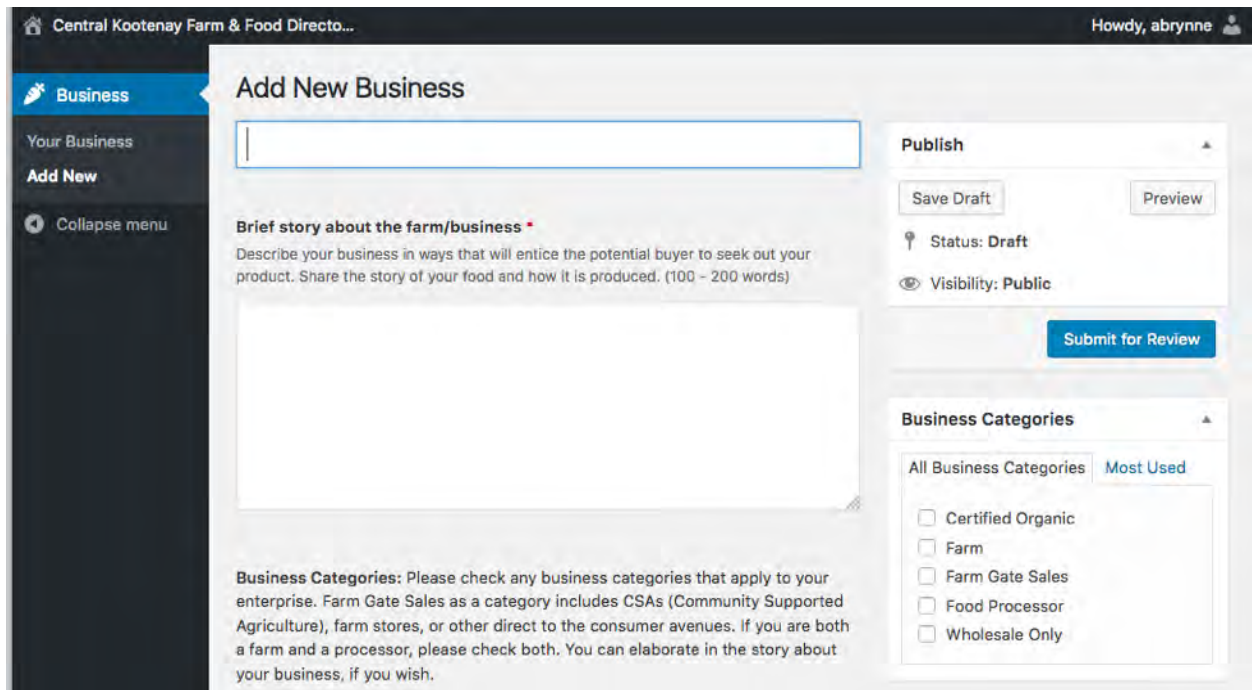 Central Kootenay Farm & Food Directo...
Howdy, abrynne
Business
Your Business
Add New
Collapse menu
Add New Business
Brief story about the farm/business *
Describe your business in ways that will entice the potential buyer to seek out your
product. Share the story of your food and how it is produced. (100 - 200 words)
Business Categories: Please check any business categories that apply to your
enterprise. Farm Gate Sales as a category includes CSAs (Community Supported
Agriculture), farm stores, or other direct to the consumer avenues. If you are both
a farm and a processor, please check both. You can elaborate in the story about
your business, if you wish.
Publish
Save Draft
Preview
Status: Draft
Visibility: Public
Submit for Review
Business Categories
All Business Categories
Most Used
Certified Organic
Farm
Farm Gate Sales
Food Processor
Wholesale Only